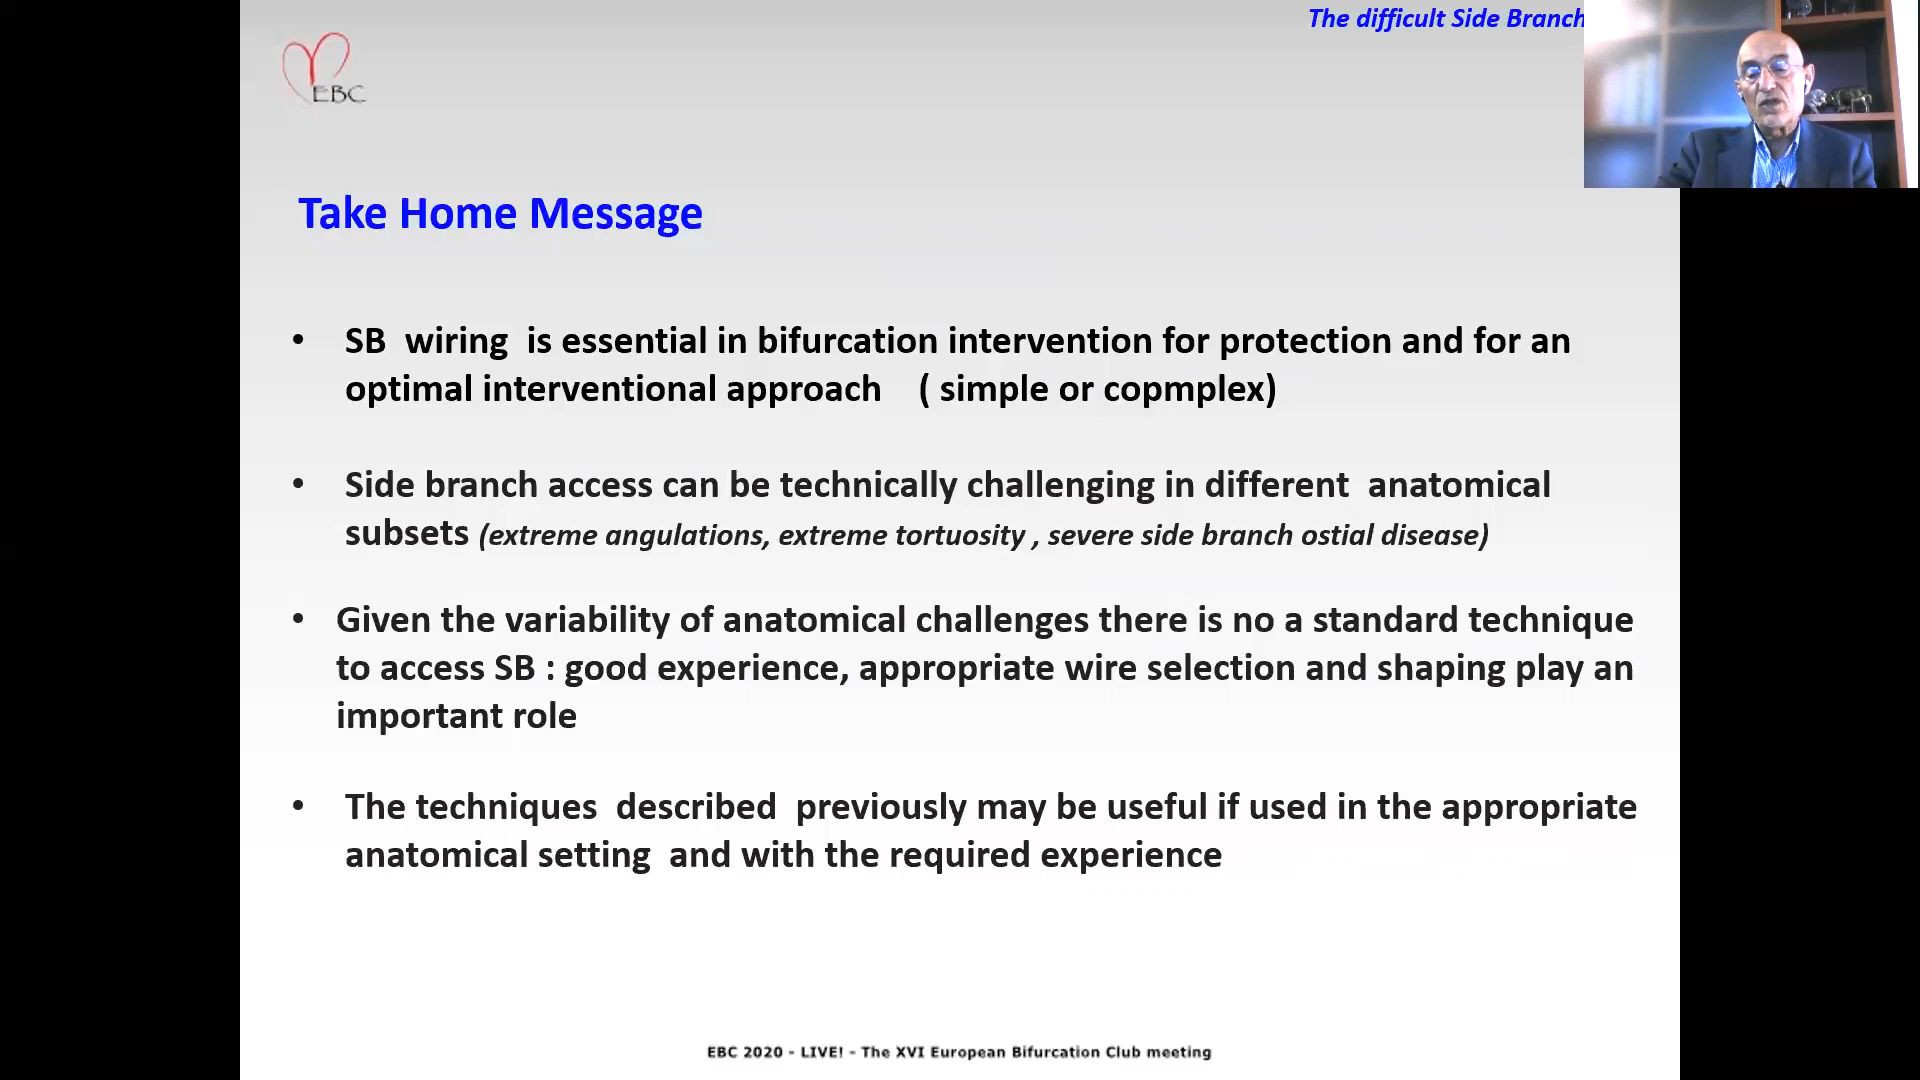 The difficult Side Branch
EBC
Take Home Message
• SB wiring is essential in bifurcation intervention for protection and for an
optimal interventional approach ( simple or copmplex)
• Side branch access can be technically challenging in different anatomical
subsets (extreme angulations, extreme tortuosity , severe side branch ostial disease)
• Given the variability of anatomical challenges there is no a standard technique
to access SB : good experience, appropriate wire selection and shaping play an
important role
• The techniques described previously may be useful if used in the appropriate
anatomical setting and with the required experience
EBC 2020 - LIVE! - The XVI European Bifurcation Club meeting